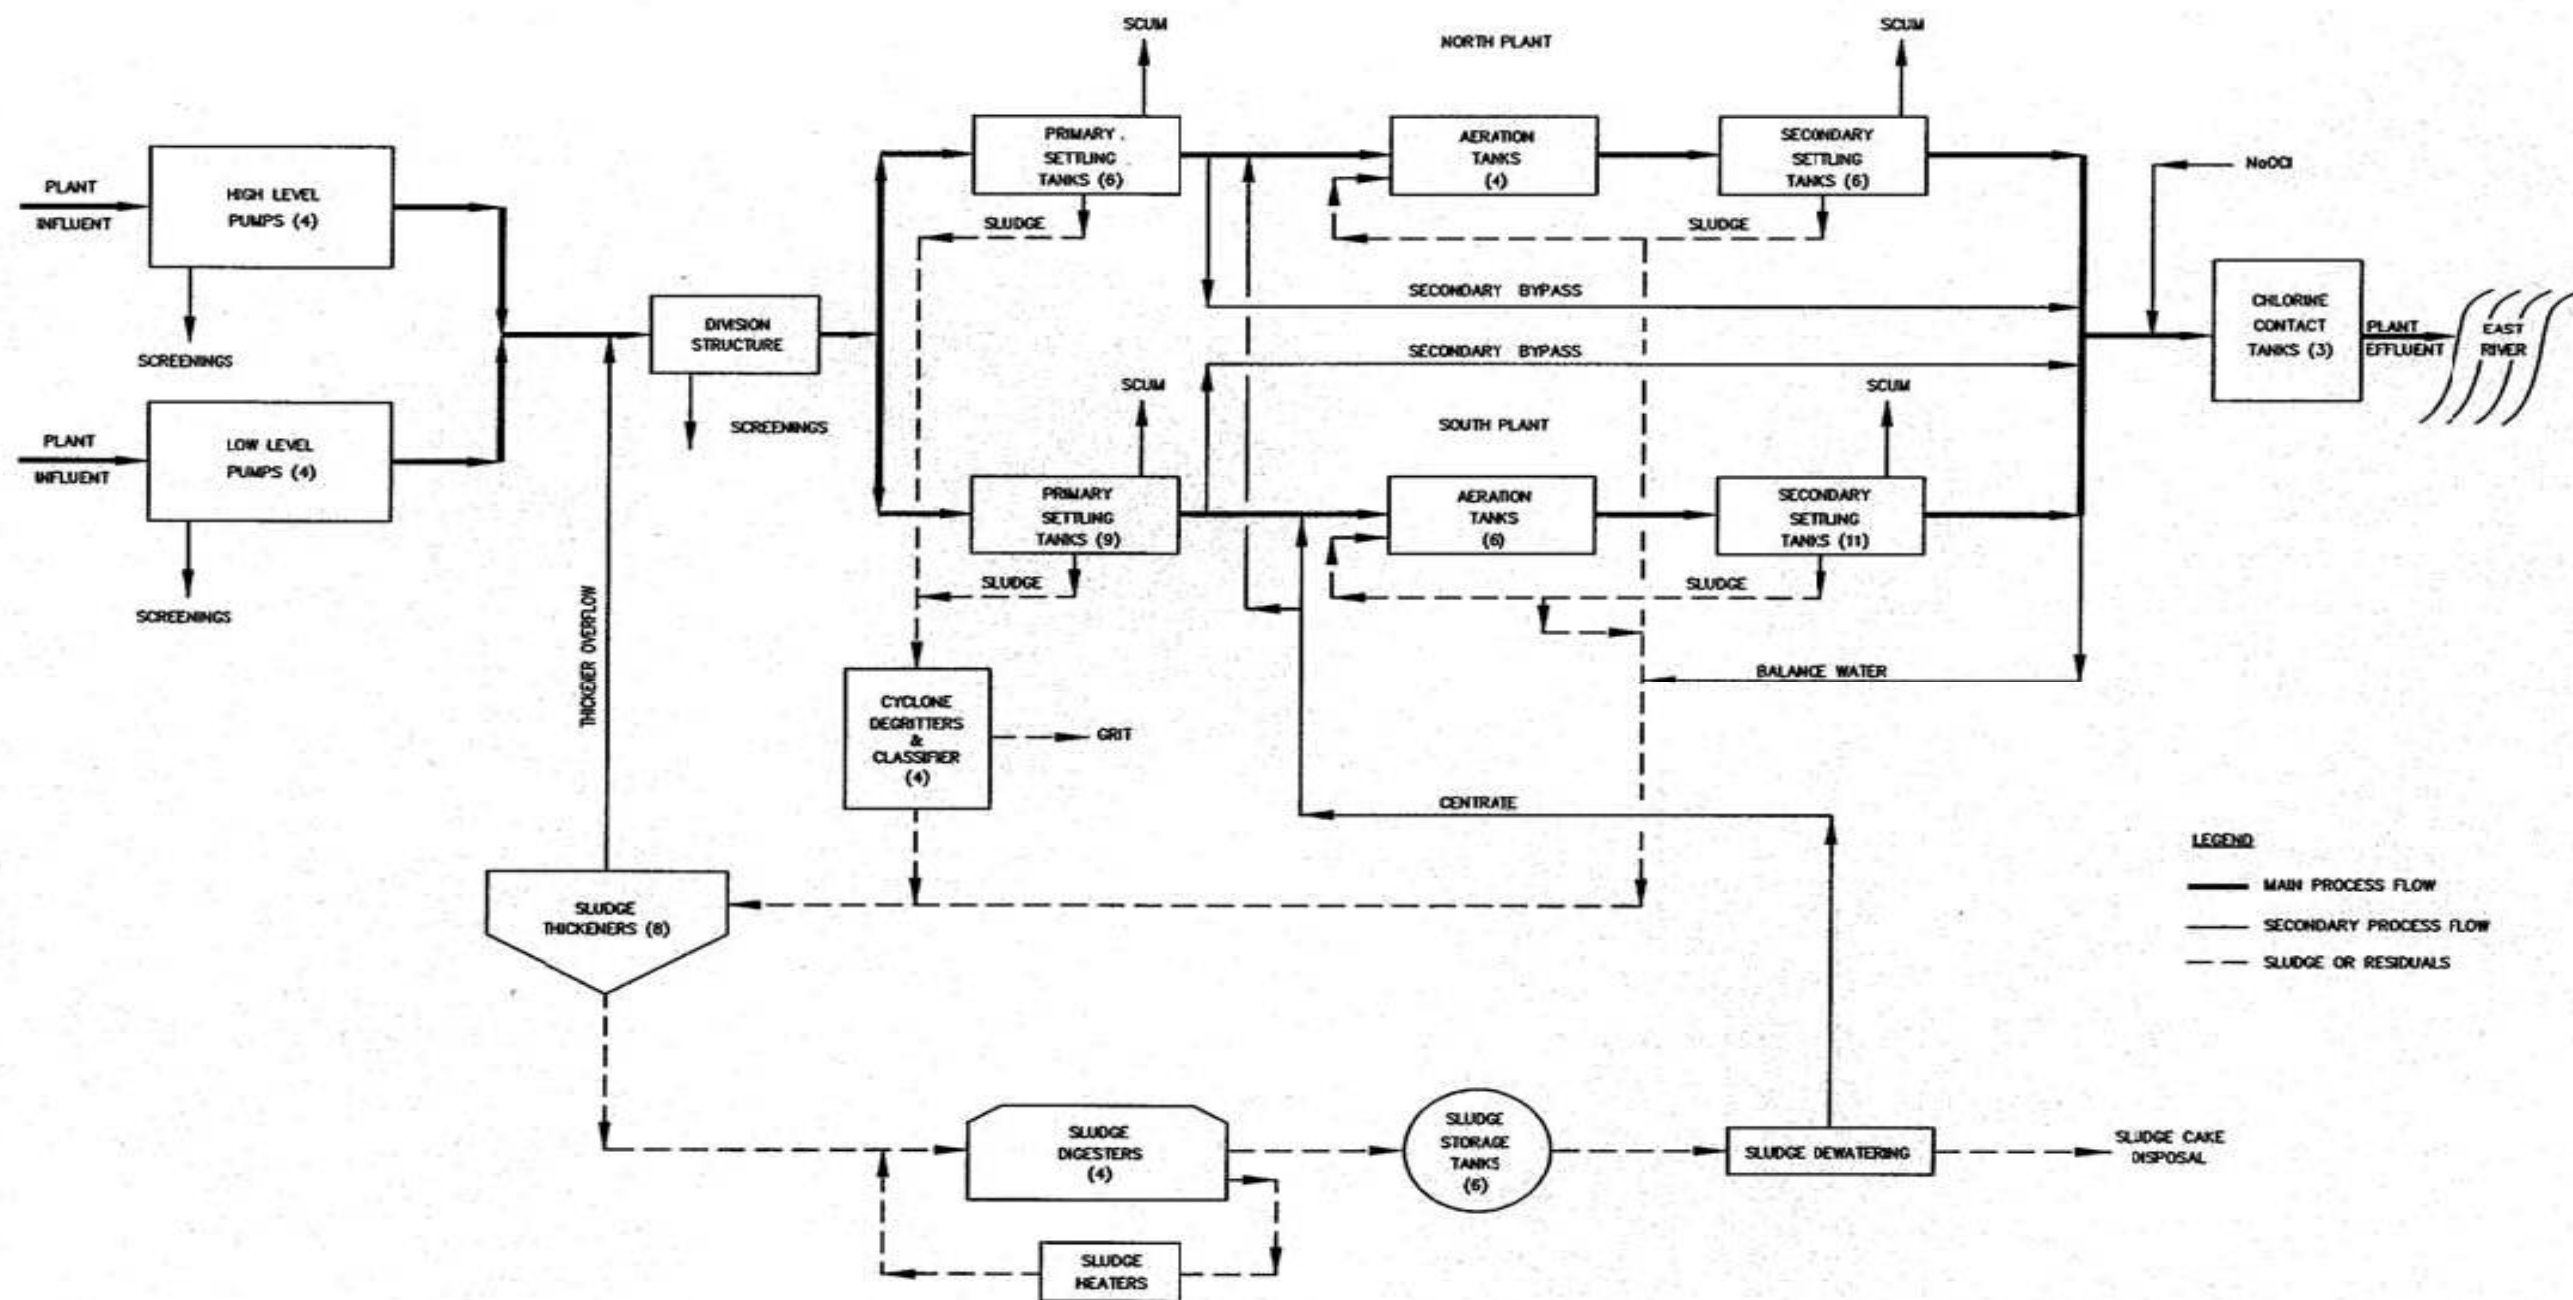 SCUM
NORTH PLANT
SCUM
PRIMARY
SETTLING
TANKS (6)
AERATION
TANKS
(4)
SECONDARY
SETTLING
TANKS (6)
NaOCl
PLANT
INFLUENT
HIGH LEVEL
PUMPS (4)
SLUDGE
SLUDGE
SCREENINGS
DIVISION
STRUCTURE
SECONDARY BYPASS
SECONDARY BYPASS
CHLORINE
CONTACT
TANKS (3)
PLANT
EFFLUENT
EAST
RIVER
SCREENINGS
SCUM
SCUM
SOUTH PLANT
PLANT
INFLUENT
LOW LEVEL
PUMPS (4)
PRIMARY
SETTLING
TANKS (9)
AERATION
TANKS
(6)
SECONDARY
SETTLING
TANKS (11)
SCREENINGS
SLUDGE
SLUDGE
THICKENER OVERFLOW
BALANCE WATER
CYCLONE
DEGRITTERS
&
CLASSIFIER
(4)
GRIT
CENTRATE
LEGEND
MAIN PROCESS FLOW
SECONDARY PROCESS FLOW
SLUDGE OR RESIDUALS
SLUDGE
THICKENERS (8)
SLUDGE
DIGESTERS
(4)
SLUDGE
STORAGE
TANKS
(6)
SLUDGE DEWATERING
SLUDGE CAKE
DISPOSAL
SLUDGE
HEATERS